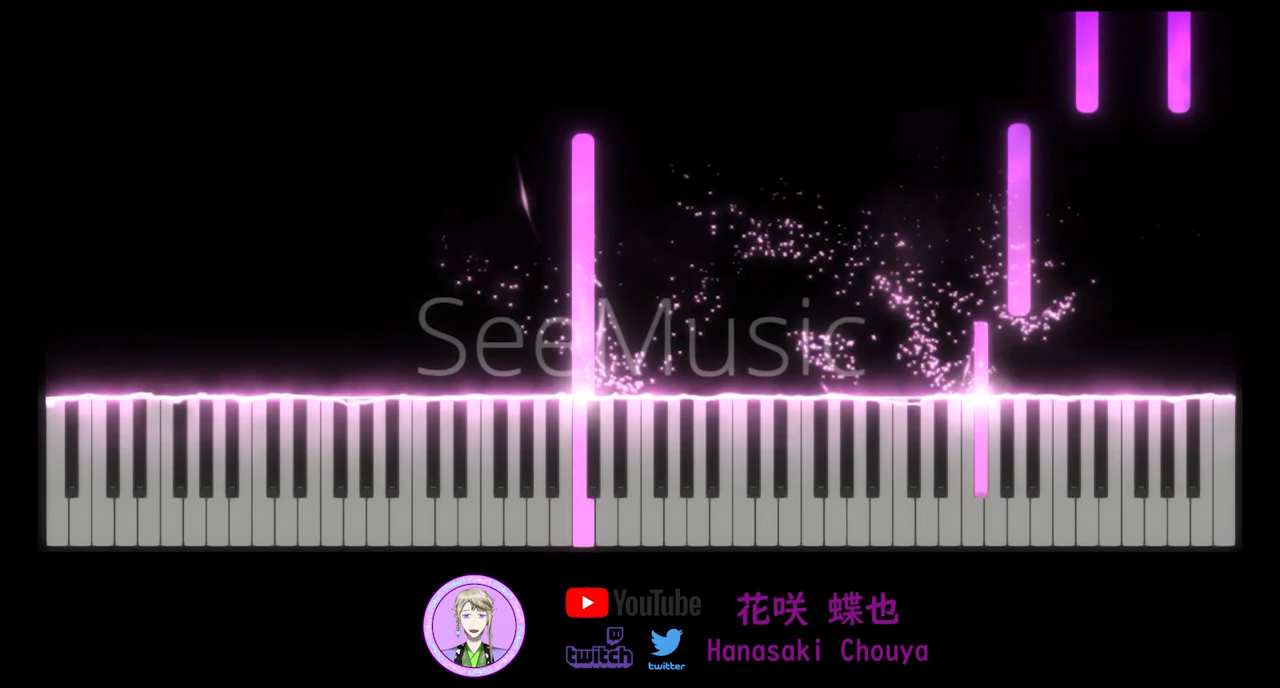 SeeMusic
YouTube
花咲 蝶也
twitch
twitter
Hanasaki Chouya